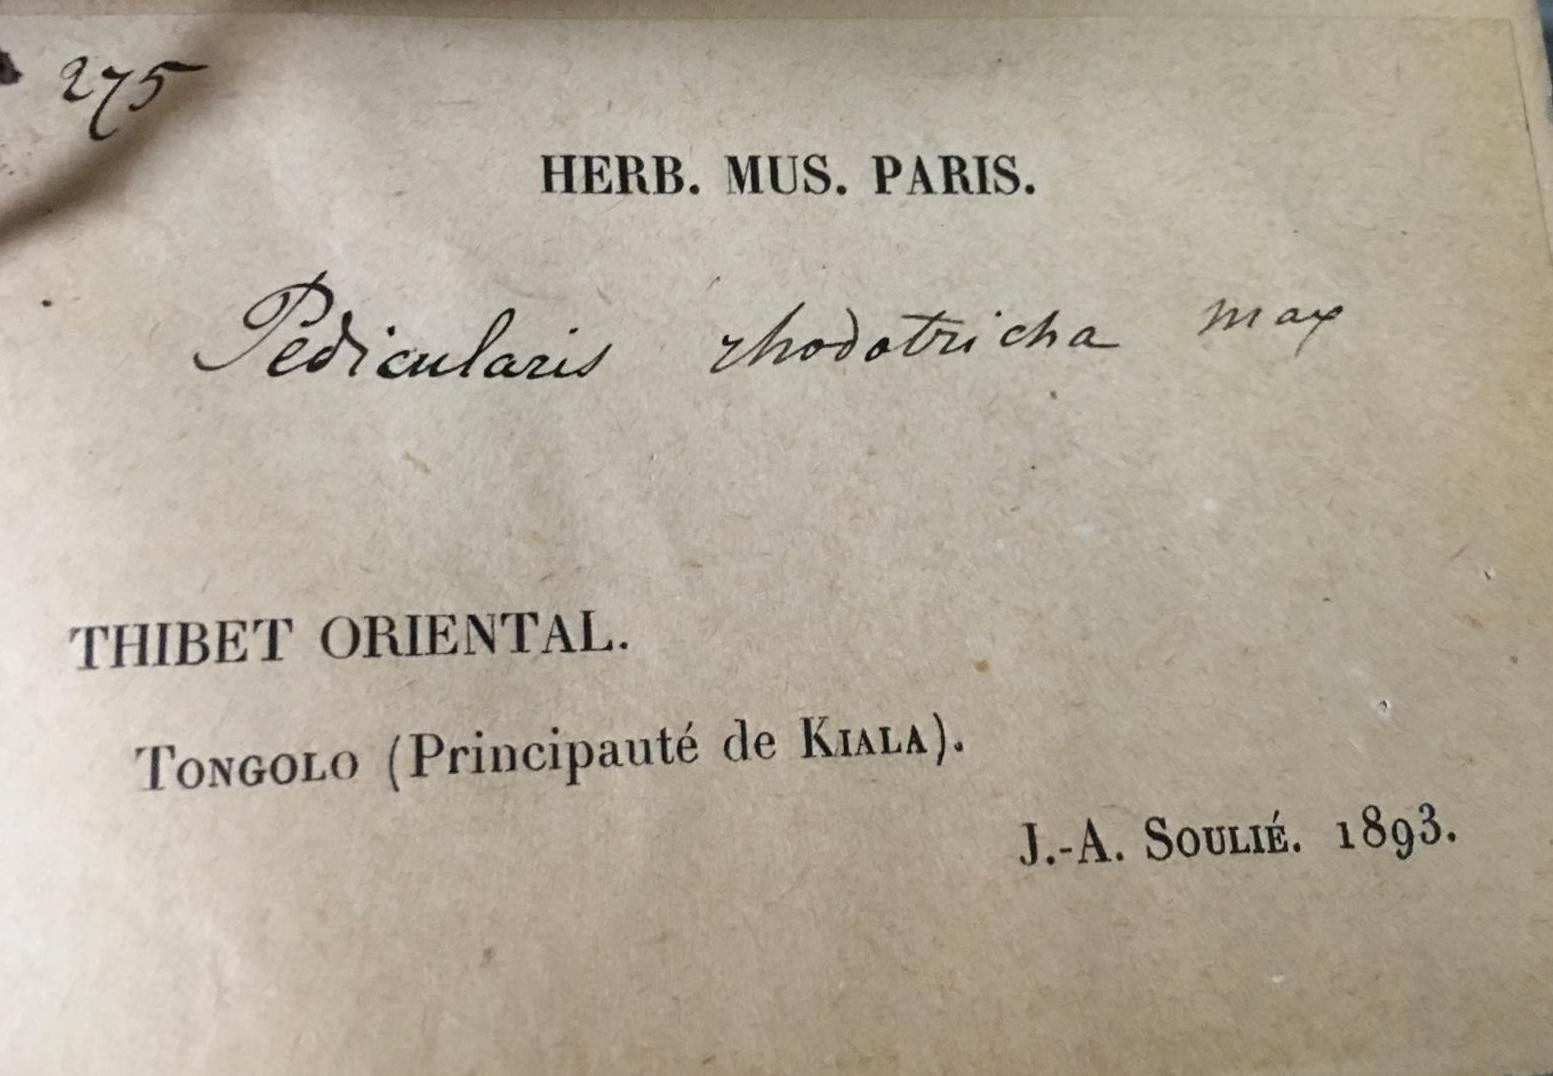 275
HERB. MUS. PARIS.
Pedicularis rhodotricha max
THIBET ORIENTAL.
TONGOLO (Principauté de KIALA).
J.-A. SOULIÉ. 1893.